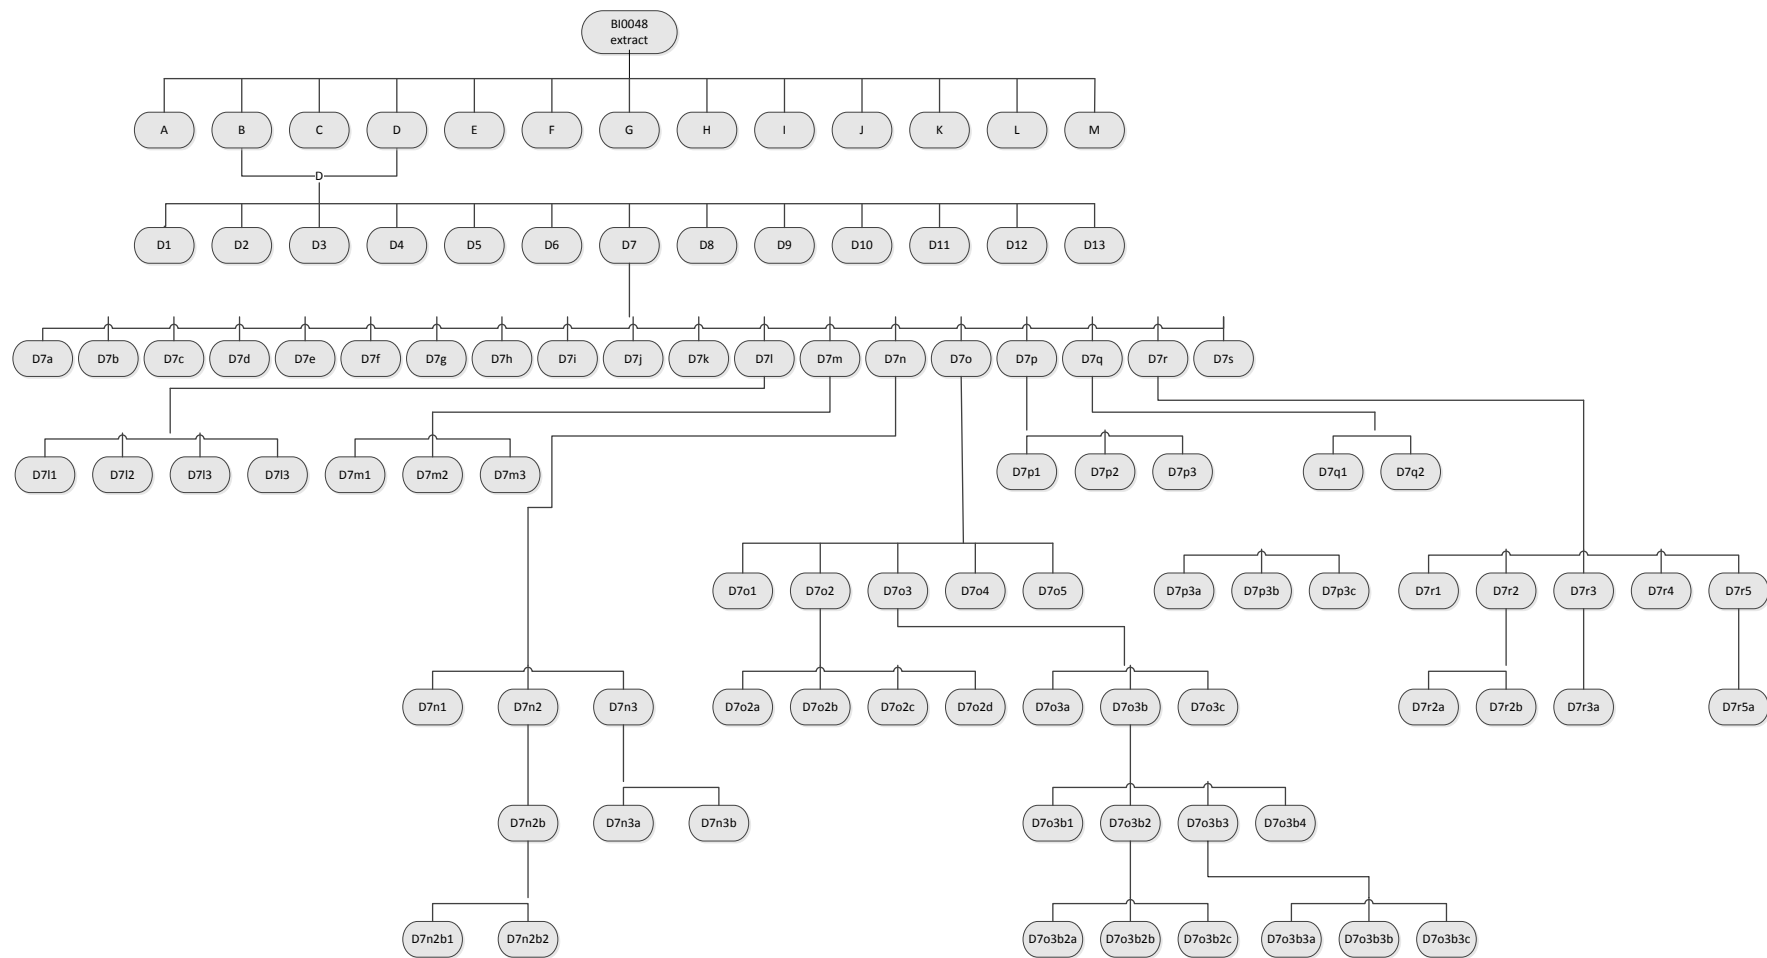 BI0048
extract
A B C D E F G H I J K L M
D
D1 D2 D3 D4 D5 D6 D7 D8 D9 D10 D11 D12 D13
D7a D7b D7c D7d D7e D7f D7g D7h D7i D7j D7k D7l D7m D7n D7o D7p D7q D7r D7s
D7l1 D7l2 D7l3 D7l3 D7m1 D7m2 D7m3 D7p1 D7p2 D7p3 D7q1 D7q2
D7o1 D7o2 D7o3 D7o4 D7o5 D7p3a D7p3b D7p3c D7r1 D7r2 D7r3 D7r4 D7r5
D7n1 D7n2 D7n3 D7o2a D7o2b D7o2c D7o2d D7o3a D7o3b D7o3c D7r2a D7r2b D7r3a D7r5a
D7n2b D7n3a D7n3b D7o3b1 D7o3b2 D7o3b3 D7o3b4
D7n2b1 D7n2b2 D7o3b2a D7o3b2b D7o3b2c D7o3b3a D7o3b3b D7o3b3c